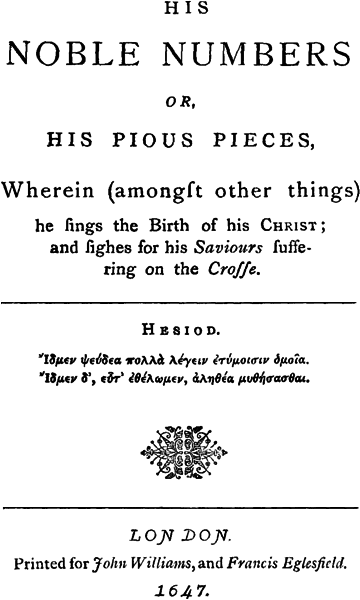 HIS
NOBLE NUMBERS
OR,
HIS PIOUS PIECES,
Wherein (amongſt other things)
he ſings the Birth of his CHRIST;
and ſighes for his Saviours ſuffe-
ring on the Croſſe.
HESIOD.
Ἴδμεν ψεύδεα πολλὰ λέγειν ἐτύμοισιν ὁμοῖα.
Ἴδμεν δ', εὖτ' ἐθέλωμεν, ἀληθέα μυθήσασθαι.
LONDON.
Printed for John Williams, and Francis Eglesfield.
1647.